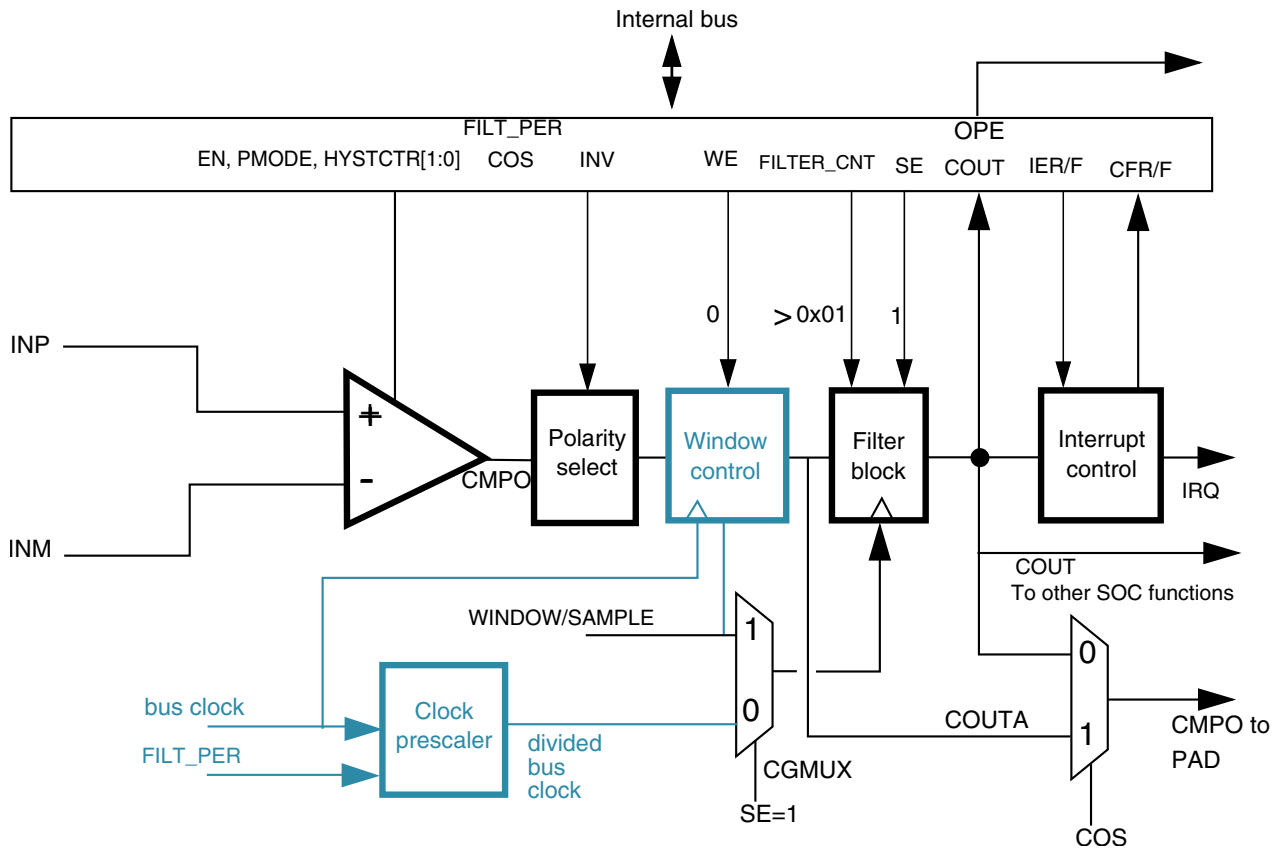 Internal bus
FILT_PER
OPE
EN, PMODE, HYSTCTR[1:0]
COS
INV
WE
FILTER_CNT
SE
COUT
IER/F
CFR/F
0
> 0x01
1
INP
+
-
INM
CMPO
Polarity
select
Window
control
Filter
block
Interrupt
control
IRQ
COUT
To other SOC functions
WINDOW/SAMPLE
1
0
CGMUX
SE=1
bus clock
FILT_PER
Clock
prescaler
divided
bus
clock
COUTA
0
1
CMPO to
PAD
COS